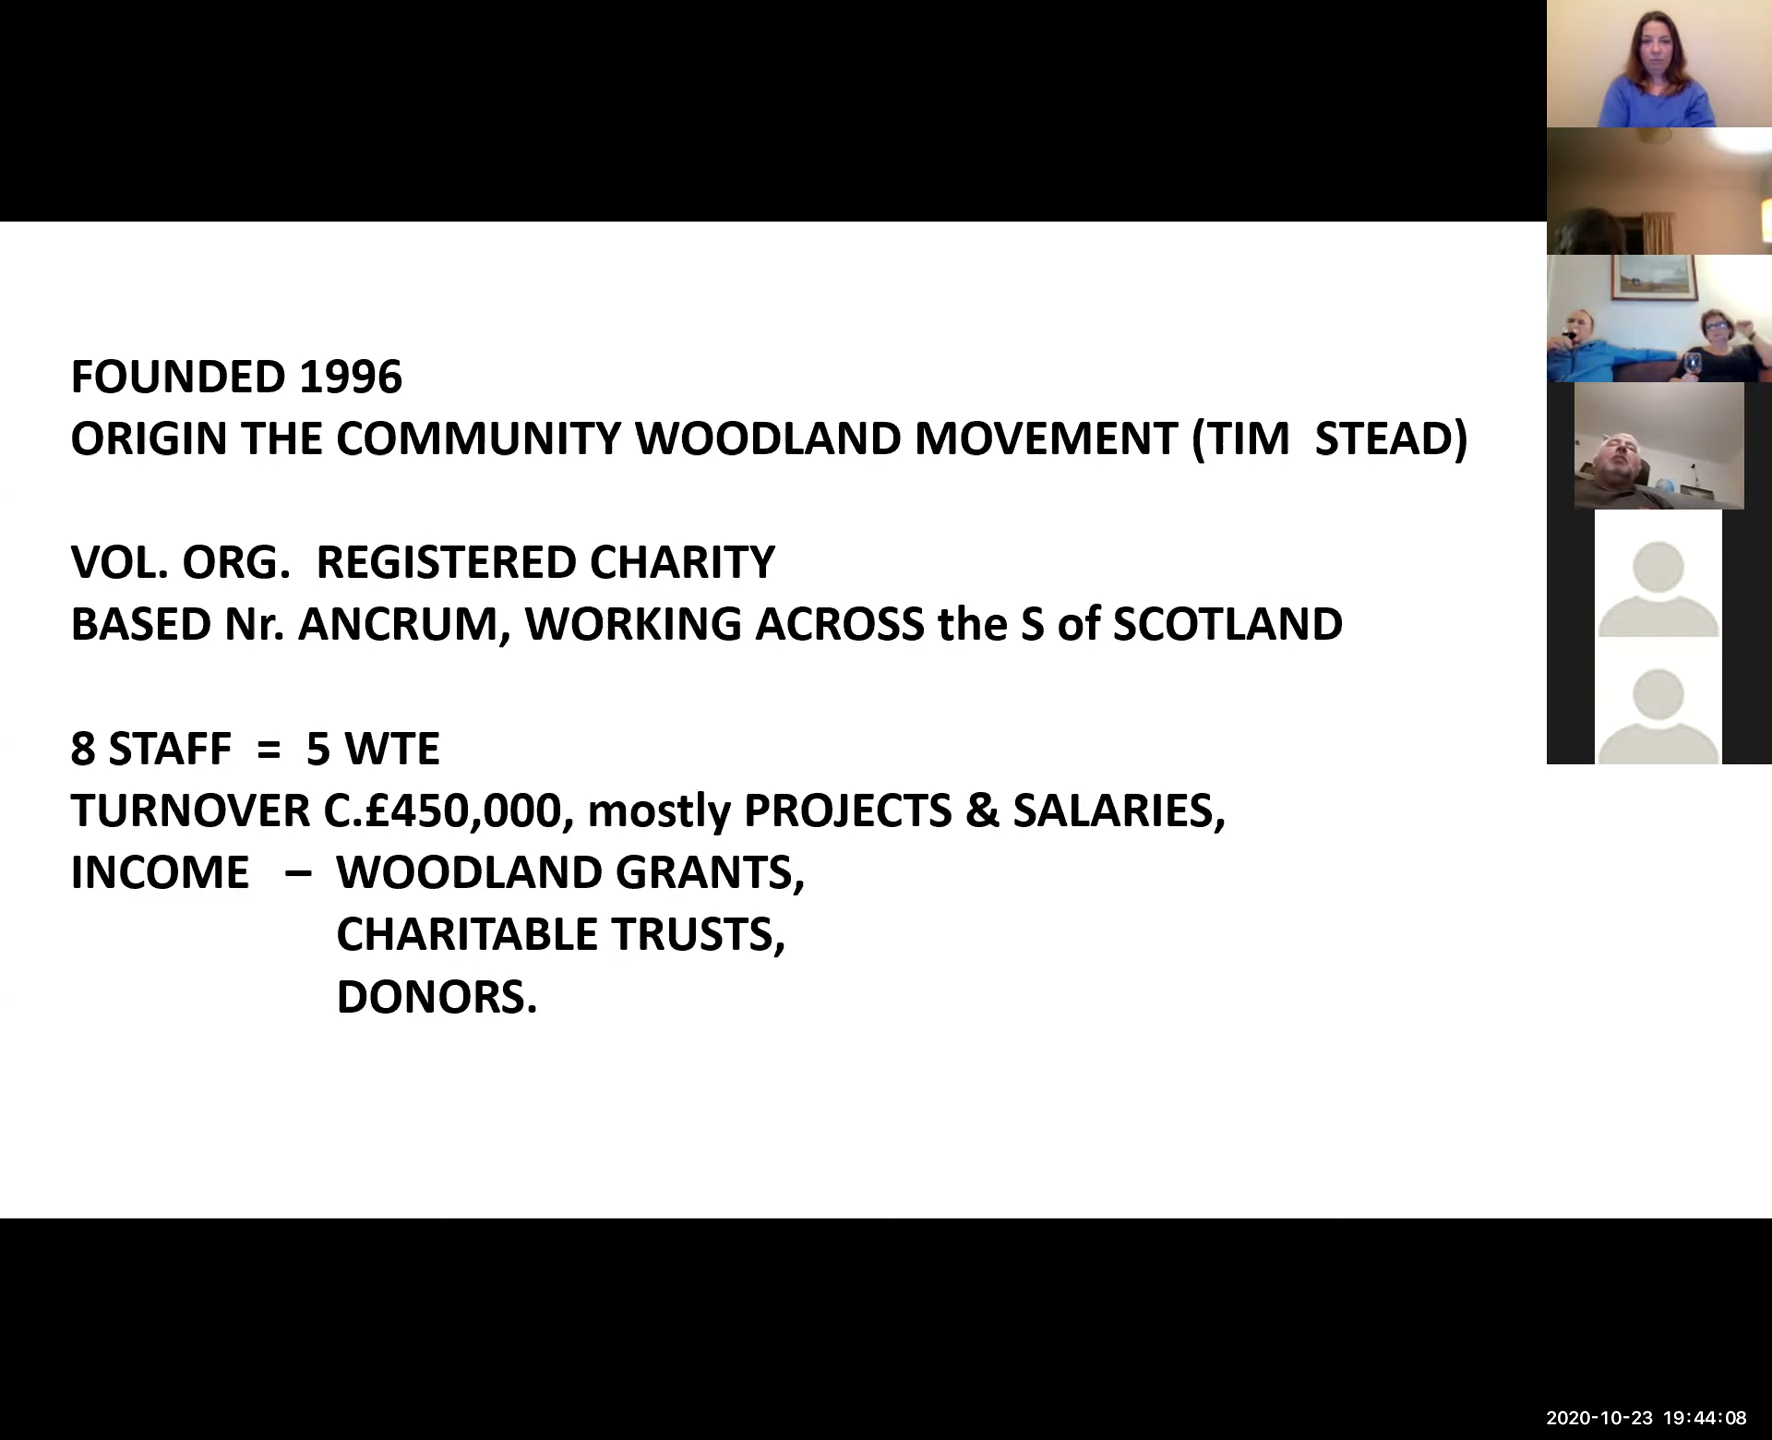 FOUNDED 1996
ORIGIN THE COMMUNITY WOODLAND MOVEMENT (TIM  STEAD)
VOL. ORG.  REGISTERED CHARITY
BASED Nr. ANCRUM, WORKING ACROSS the S of SCOTLAND
8 STAFF  =  5 WTE
TURNOVER C.£450,000, mostly PROJECTS & SALARIES,
INCOME  –  WOODLAND GRANTS,
CHARITABLE TRUSTS,
DONORS.
2020-10-23 19:44:08